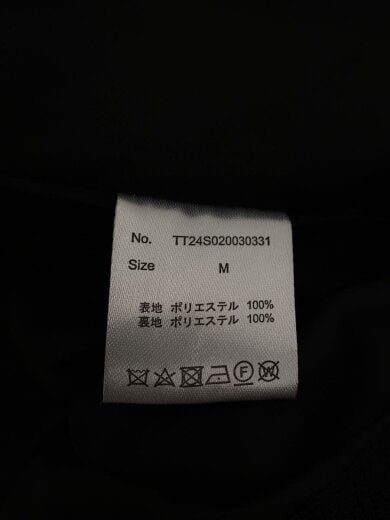 No. TT24S020030331
Size M
表地 ポリエステル 100%
裏地 ポリエステル 100%
F W